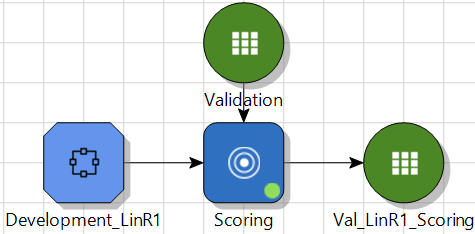 Validation
Development_LinR1
Scoring
Val_LinR1_Scoring